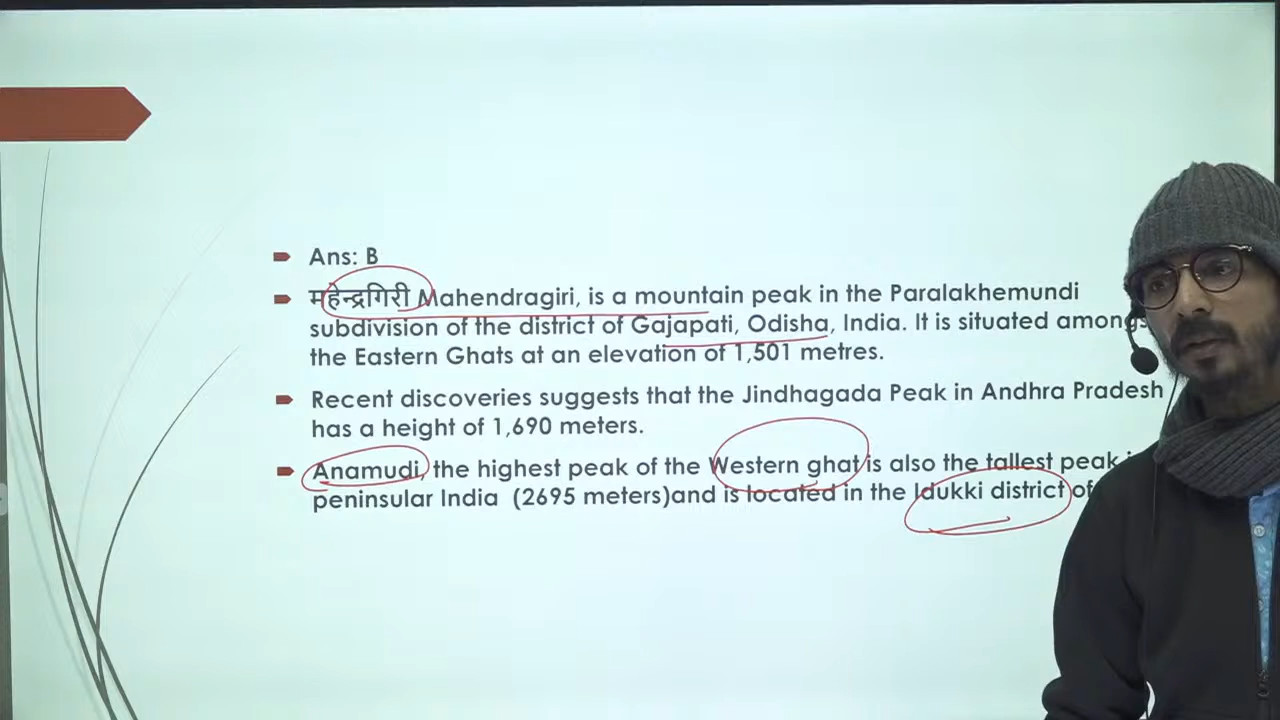 Ans: B
महेन्द्रगिरी Mahendragiri, is a mountain peak in the Paralakhemundi
subdivision of the district of Gajapati, Odisha, India. It is situated amongs
the Eastern Ghats at an elevation of 1,501 metres.
Recent discoveries suggests that the Jindhagada Peak in Andhra Pradesh
has a height of 1,690 meters.
Anamudi, the highest peak of the Western ghat is also the tallest peak
peninsular India (2695 meters)and is located in the Idukki district of